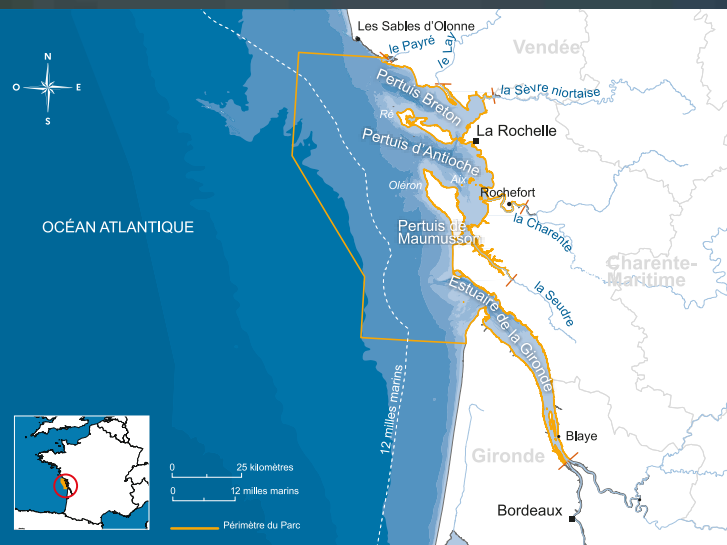 Les Sables d'Olonne
le Payré
le Lay
Vendée
N
O
E
S
la Sèvre niortaise
Pertuis Breton
Ré
La Rochelle
Pertuis d'Antioche
Aix
Oléron
Rochefort
OCÉAN ATLANTIQUE
Pertuis de
Maumusson
la Charente
Charente-
Maritime
la Seudre
Estuaire de la Gironde
12 milles marins
Blaye
Gironde
Bordeaux
0
25 kilomètres
0
12 milles marins
Périmètre du Parc